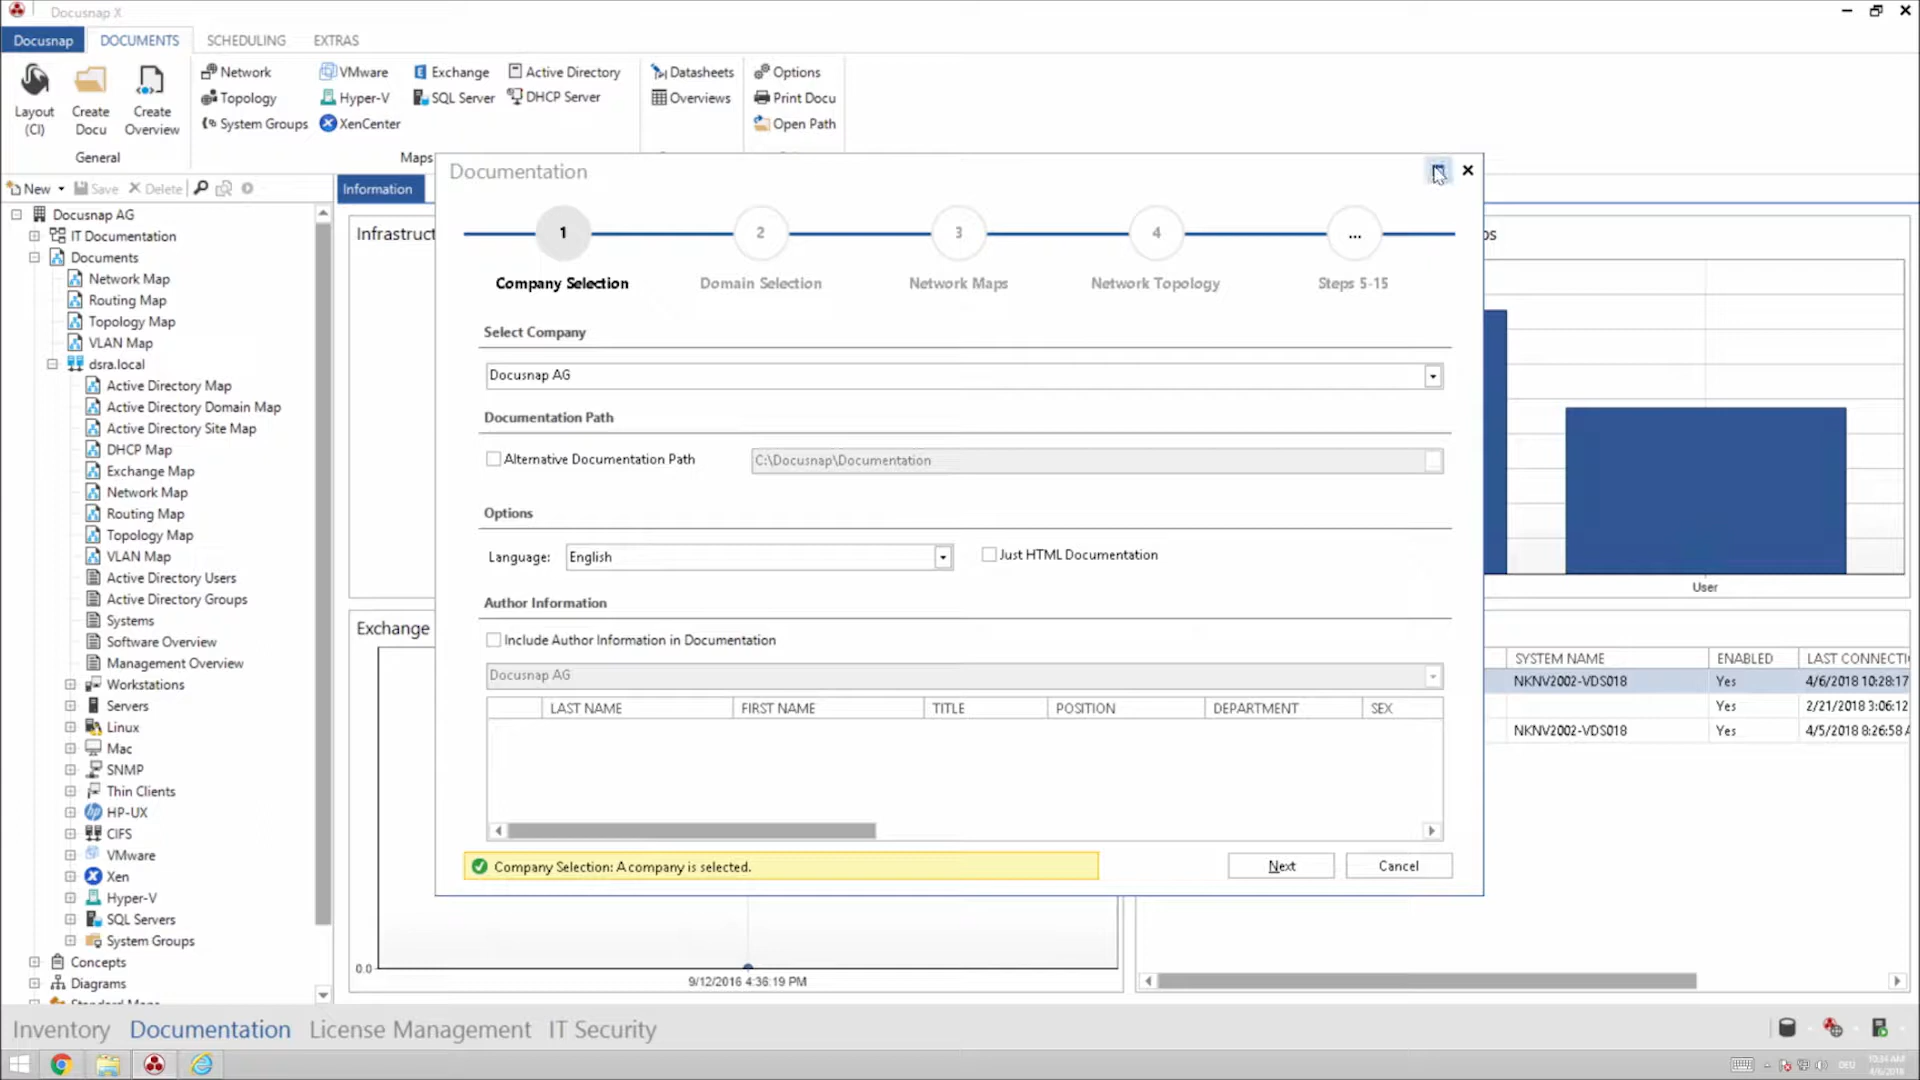 Docusnap X
Docusnap DOCUMENTS SCHEDULING EXTRAS
Layout (CI)
Create Docu
Create Overview
General
Network VMware Exchange Active Directory
Topology Hyper-V SQL Server DHCP Server
System Groups XenCenter
Maps
Datasheets
Overviews
Options
Print Docu
Open Path
New Save Delete
Docusnap AG
IT Documentation
Documents
Network Map
Routing Map
Topology Map
VLAN Map
dsra.local
Active Directory Map
Active Directory Domain Map
Active Directory Site Map
DHCP Map
Exchange Map
Network Map
Routing Map
Topology Map
VLAN Map
Active Directory Users
Active Directory Groups
Systems
Software Overview
Management Overview
Workstations
Servers
Linux
Mac
SNMP
Thin Clients
HP-UX
CIFS
VMware
Xen
Hyper-V
SQL Servers
System Groups
Concepts
Diagrams
Information
Infrastruct
Exchange
0.0
9/12/2016 4:36:19 PM
Documentation
1 2 3 4 ...
Company Selection Domain Selection Network Maps Network Topology Steps 5-15
Select Company
Docusnap AG
Documentation Path
Alternative Documentation Path C:\Docusnap\Documentation
Options
Language: English Just HTML Documentation
Author Information
Include Author Information in Documentation
Docusnap AG
LAST NAME FIRST NAME TITLE POSITION DEPARTMENT SEX
Company Selection: A company is selected.
Next Cancel
ps
User
SYSTEM NAME ENABLED LAST CONNECTI
NKNV2002-VDS018 Yes 4/6/2018 10:28:17
Yes 2/21/2018 3:06:12
NKNV2002-VDS018 Yes 4/5/2018 8:26:58 A
Inventory Documentation License Management IT Security
DEU
10:34 AM
4/6/2018